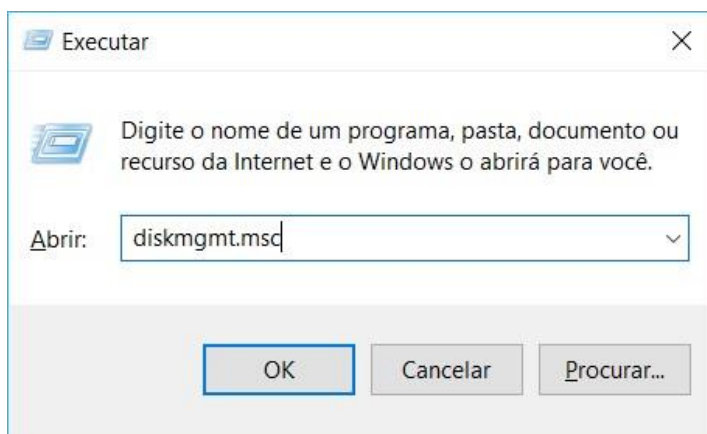 Executar
Digite o nome de um programa, pasta, documento ou
recurso da Internet e o Windows o abrirá para você.
Abrir: diskmgmt.msc
OK Cancelar Procurar...